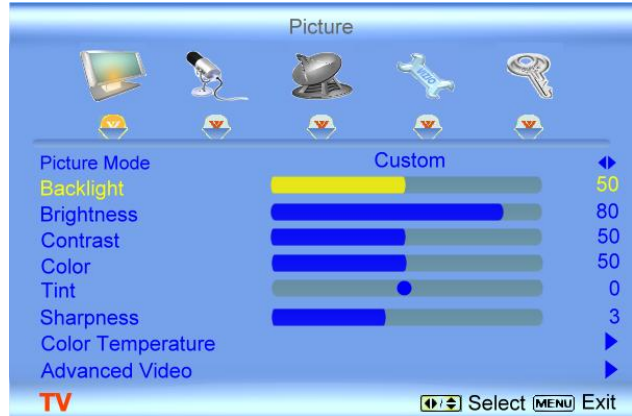 Picture
VIZIO
Picture Mode Custom
Backlight 50
Brightness 80
Contrast 50
Color 50
Tint 0
Sharpness 3
Color Temperature
Advanced Video
TV Select MENU Exit